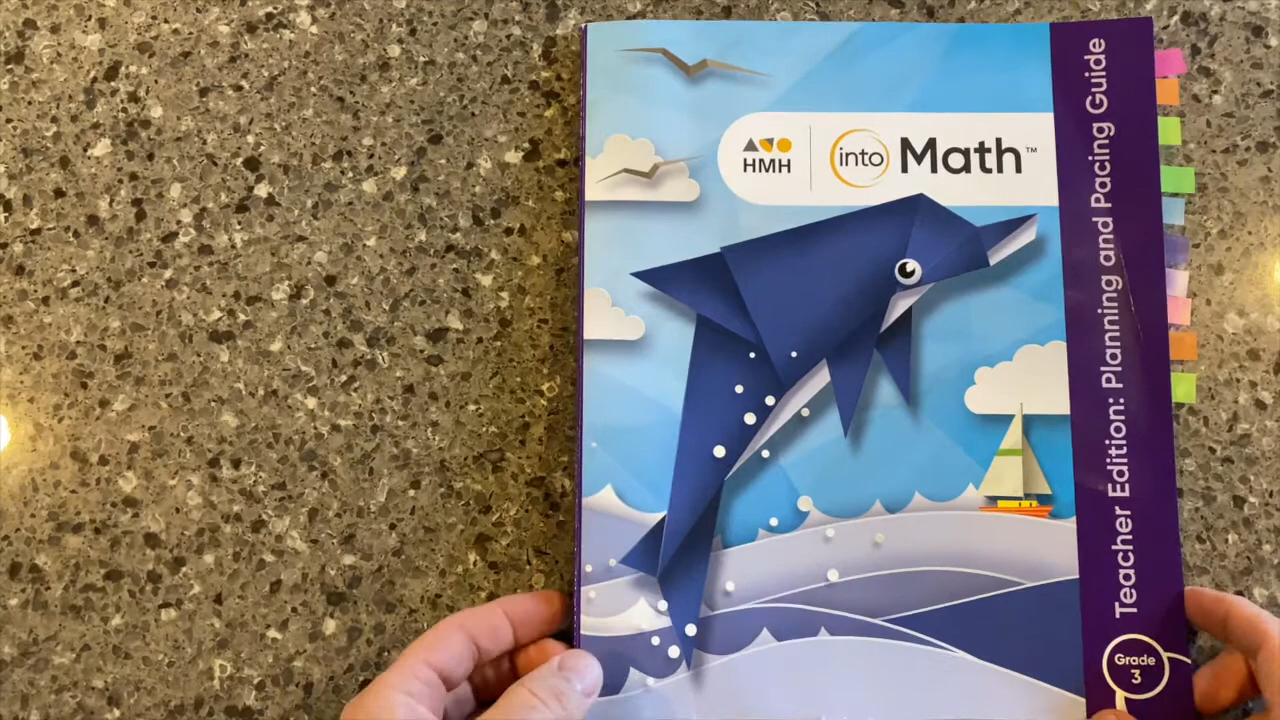 HMH
into Math™
Teacher Edition: Planning and Pacing Guide
Grade
3